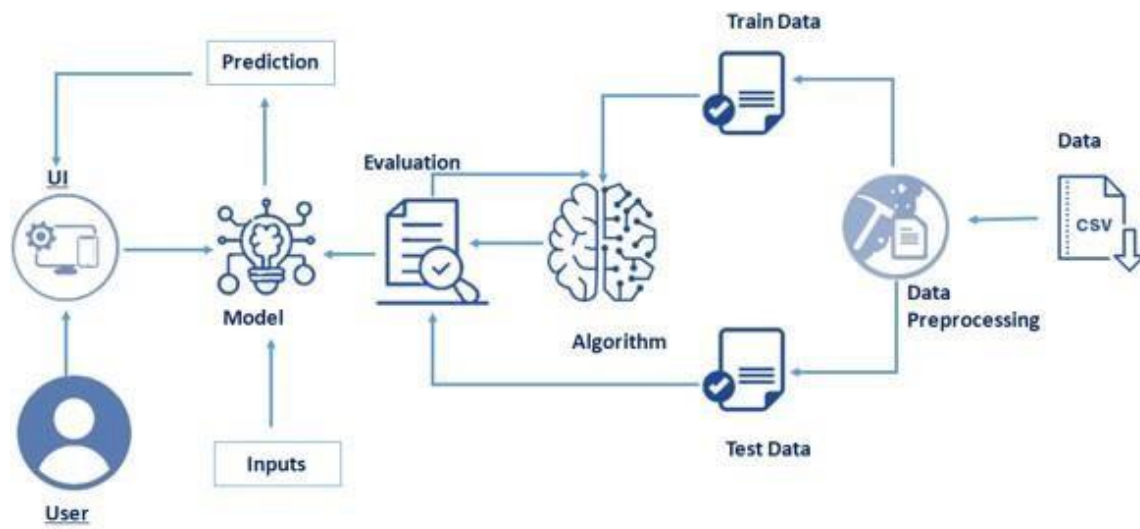 Train Data
Prediction
Evaluation
Data
UI
CSV
Model
Data
Preprocessing
Algorithm
Inputs
Test Data
User